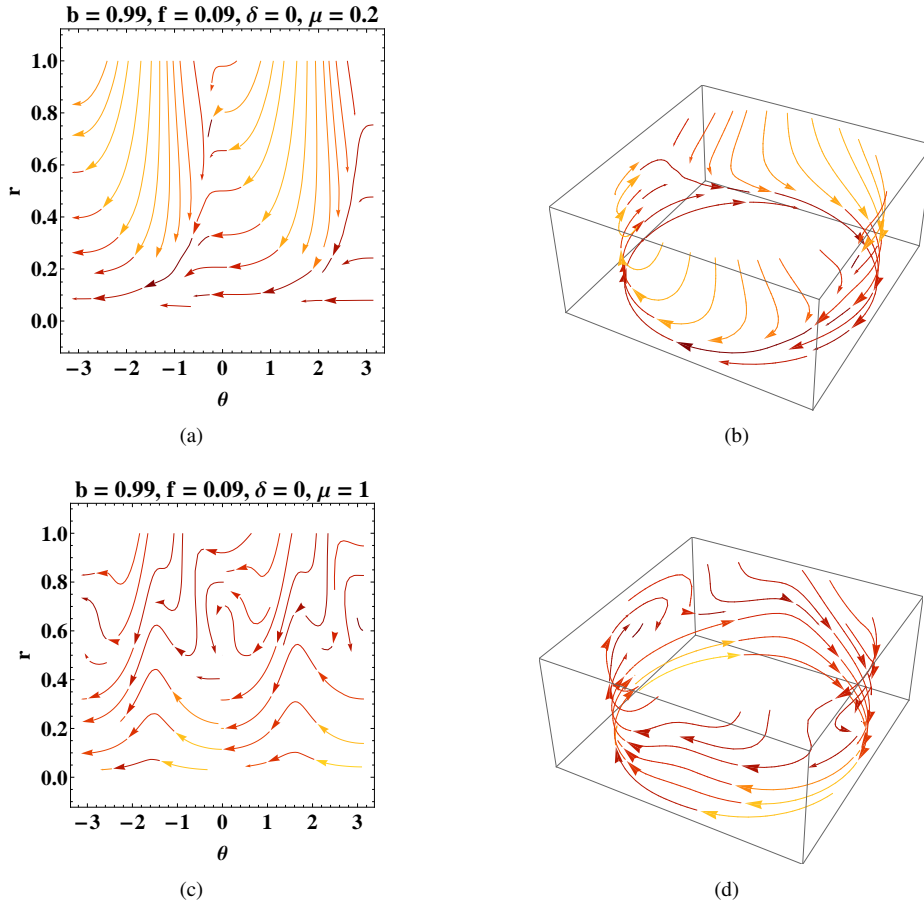 b = 0.99, f = 0.09, δ = 0, μ = 0.2
1.0
0.8
0.6
r
0.4
0.2
0.0
-3 -2 -1 0 1 2 3
θ
(a)
(b)
b = 0.99, f = 0.09, δ = 0, μ = 1
1.0
0.8
0.6
r
0.4
0.2
0.0
-3 -2 -1 0 1 2 3
θ
(c)
(d)